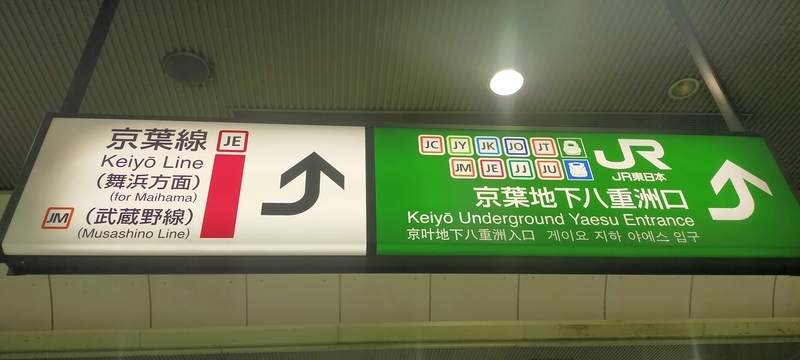 京葉線 JE
Keiyō Line
(舞浜方面)
(for Maihama)
JM (武蔵野線)
(Musashino Line)
JC JY JK JO JT
JM JE JJ JU
JR
JR東日本
京葉地下八重洲口
Keiyō Underground Yaesu Entrance
京叶地下八重洲入口 게이요 지하 야에스 입구